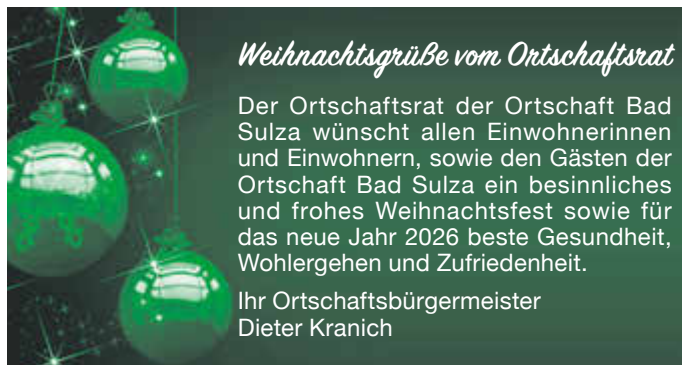 Weihnachtsgrüße vom Ortschaftsrat
Der Ortschaftsrat der Ortschaft Bad
Sulza wünscht allen Einwohnerinnen
und Einwohnern, sowie den Gästen der
Ortschaft Bad Sulza ein besinnliches
und frohes Weihnachtsfest sowie für
das neue Jahr 2026 beste Gesundheit,
Wohlergehen und Zufriedenheit.
Ihr Ortschaftsbürgermeister
Dieter Kranich